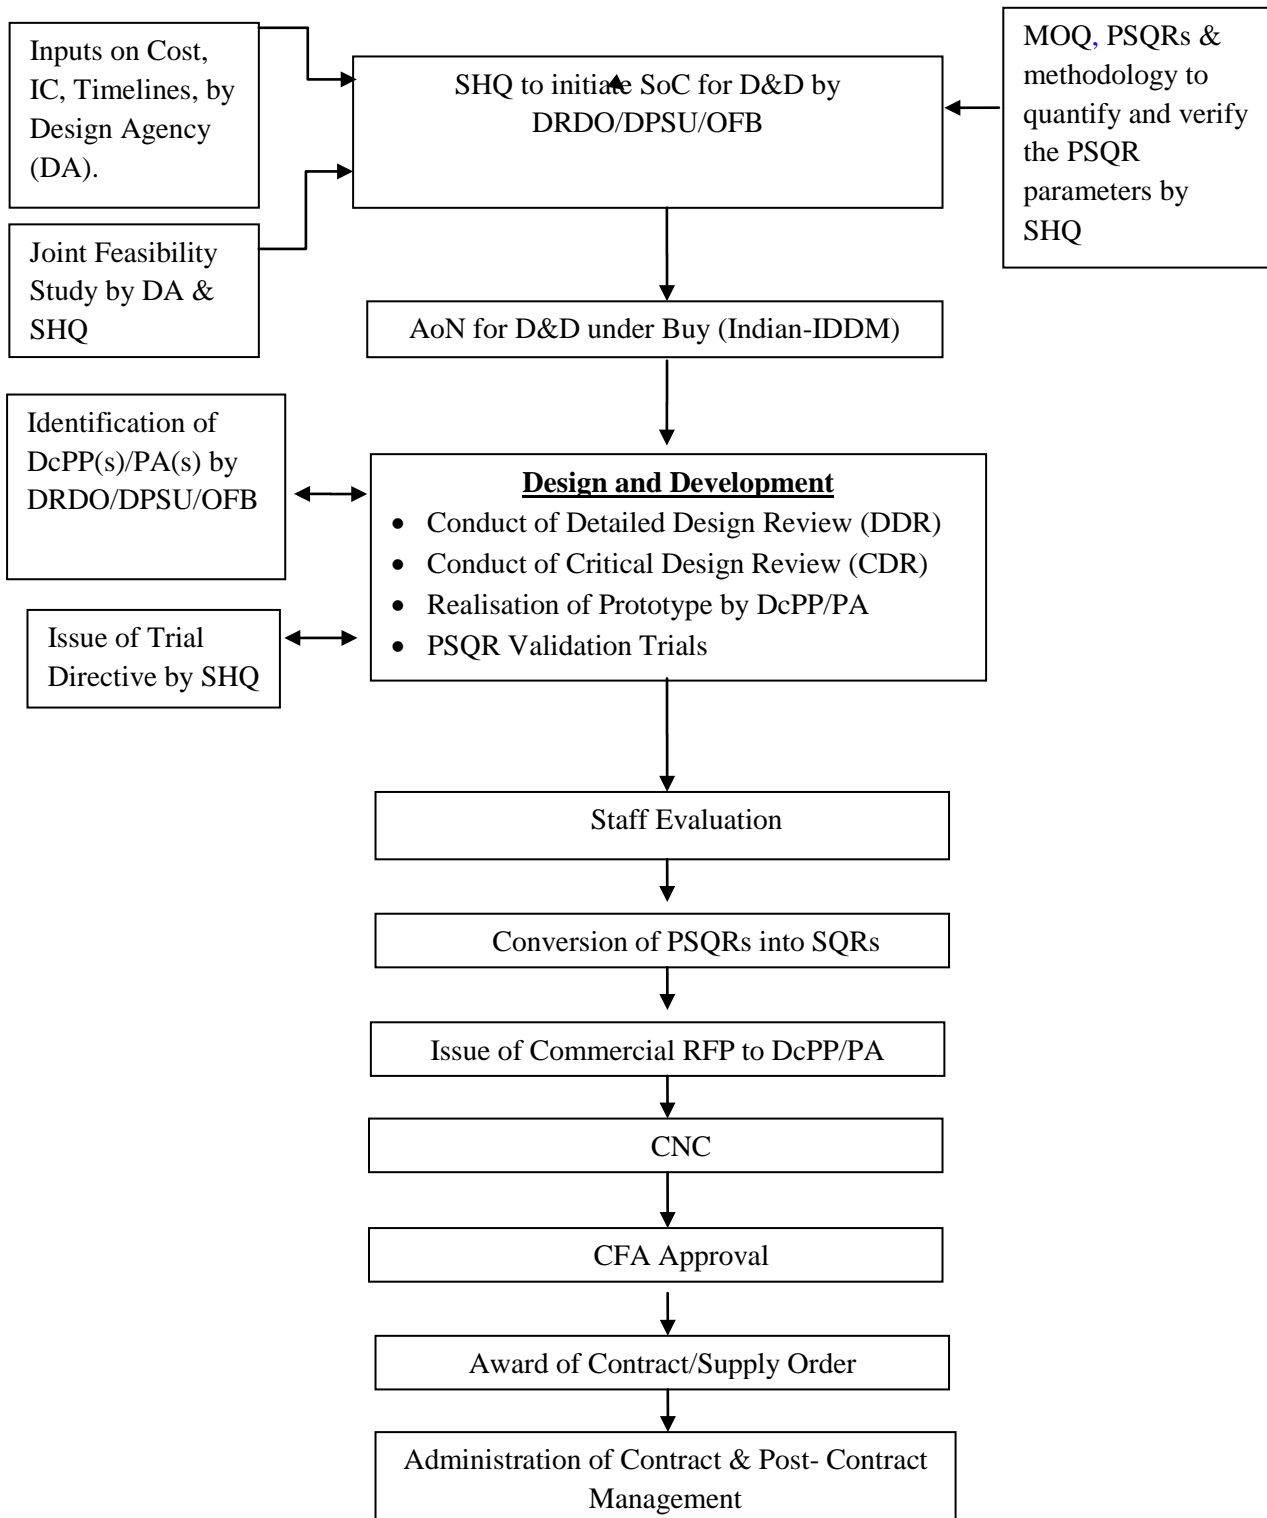 Inputs on Cost,
IC, Timelines, by
Design Agency
(DA).
SHQ to initiate SoC for D&D by
DRDO/DPSU/OFB
MOQ, PSQRs &
methodology to
quantify and verify
the PSQR
parameters by
SHQ
Joint Feasibility
Study by DA &
SHQ
AoN for D&D under Buy (Indian-IDDM)
Identification of
DcPP(s)/PA(s) by
DRDO/DPSU/OFB
Design and Development
• Conduct of Detailed Design Review (DDR)
• Conduct of Critical Design Review (CDR)
• Realisation of Prototype by DcPP/PA
• PSQR Validation Trials
Issue of Trial
Directive by SHQ
Staff Evaluation
Conversion of PSQRs into SQRs
Issue of Commercial RFP to DcPP/PA
CNC
CFA Approval
Award of Contract/Supply Order
Administration of Contract & Post- Contract
Management